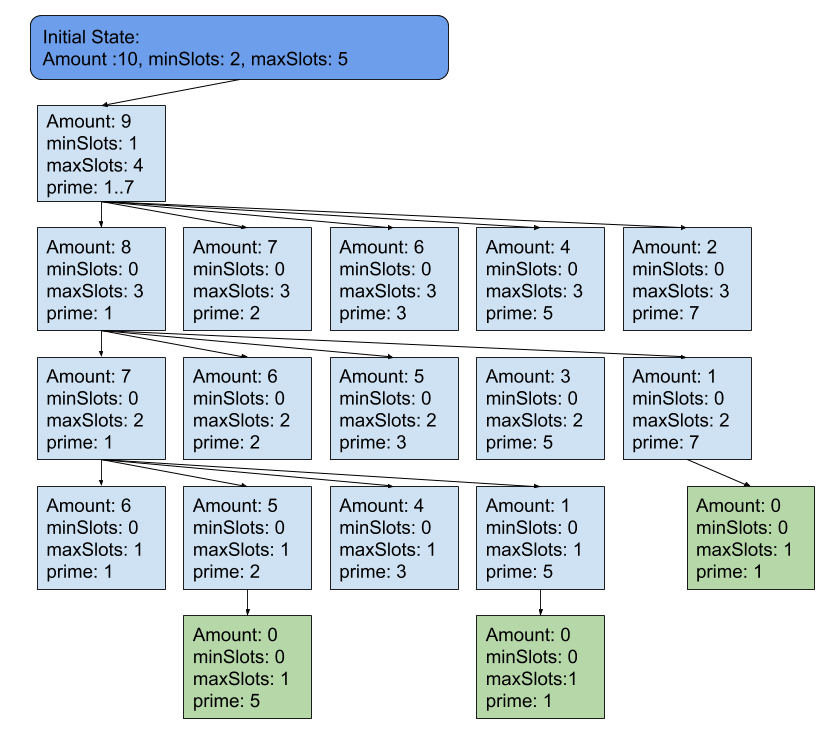 Initial State:
Amount :10, minSlots: 2, maxSlots: 5
Amount: 9
minSlots: 1
maxSlots: 4
prime: 1..7
Amount: 8
minSlots: 0
maxSlots: 3
prime: 1
Amount: 7
minSlots: 0
maxSlots: 3
prime: 2
Amount: 6
minSlots: 0
maxSlots: 3
prime: 3
Amount: 4
minSlots: 0
maxSlots: 3
prime: 5
Amount: 2
minSlots: 0
maxSlots: 3
prime: 7
Amount: 7
minSlots: 0
maxSlots: 2
prime: 1
Amount: 6
minSlots: 0
maxSlots: 2
prime: 2
Amount: 5
minSlots: 0
maxSlots: 2
prime: 3
Amount: 3
minSlots: 0
maxSlots: 2
prime: 5
Amount: 1
minSlots: 0
maxSlots: 2
prime: 7
Amount: 6
minSlots: 0
maxSlots: 1
prime: 1
Amount: 5
minSlots: 0
maxSlots: 1
prime: 2
Amount: 4
minSlots: 0
maxSlots: 1
prime: 3
Amount: 1
minSlots: 0
maxSlots: 1
prime: 5
Amount: 0
minSlots: 0
maxSlots: 1
prime: 1
Amount: 0
minSlots: 0
maxSlots: 1
prime: 5
Amount: 0
minSlots: 0
maxSlots:1
prime: 1